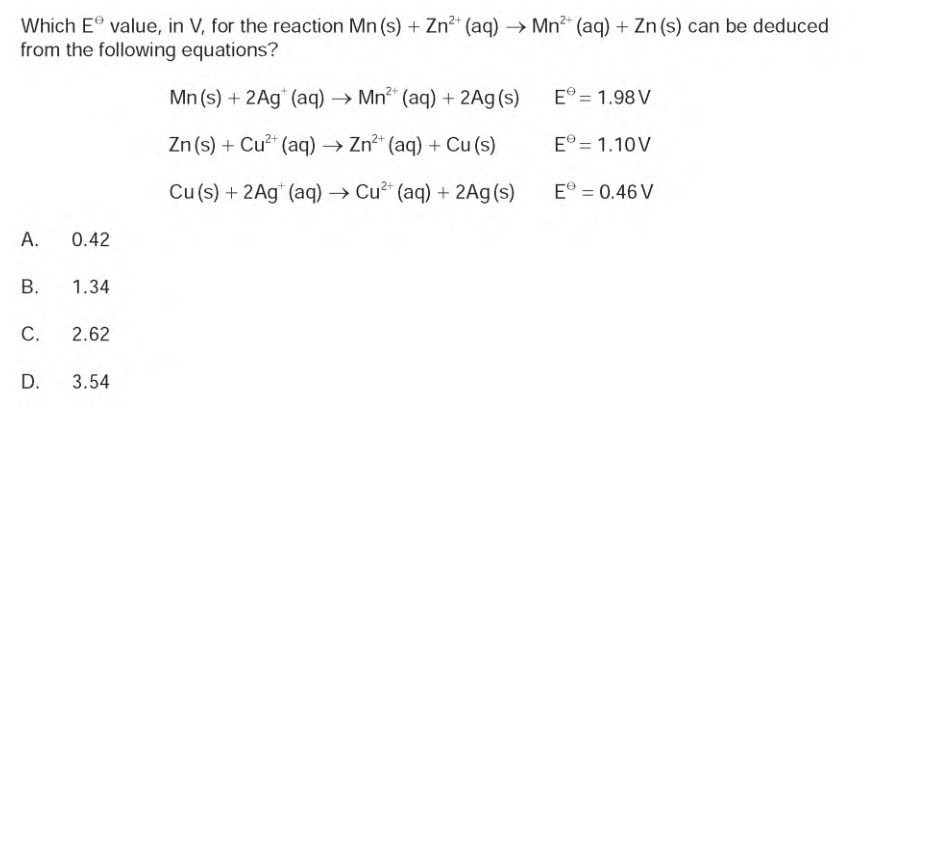 Which E⊖ value, in V, for the reaction Mn (s) + Zn²⁺ (aq) → Mn²⁺ (aq) + Zn (s) can be deduced
from the following equations?
Mn (s) + 2Ag⁺ (aq) → Mn²⁺ (aq) + 2Ag (s) E⊖ = 1.98 V
Zn (s) + Cu²⁺ (aq) → Zn²⁺ (aq) + Cu (s) E⊖ = 1.10 V
Cu (s) + 2Ag⁺ (aq) → Cu²⁺ (aq) + 2Ag (s) E⊖ = 0.46 V
A. 0.42
B. 1.34
C. 2.62
D. 3.54